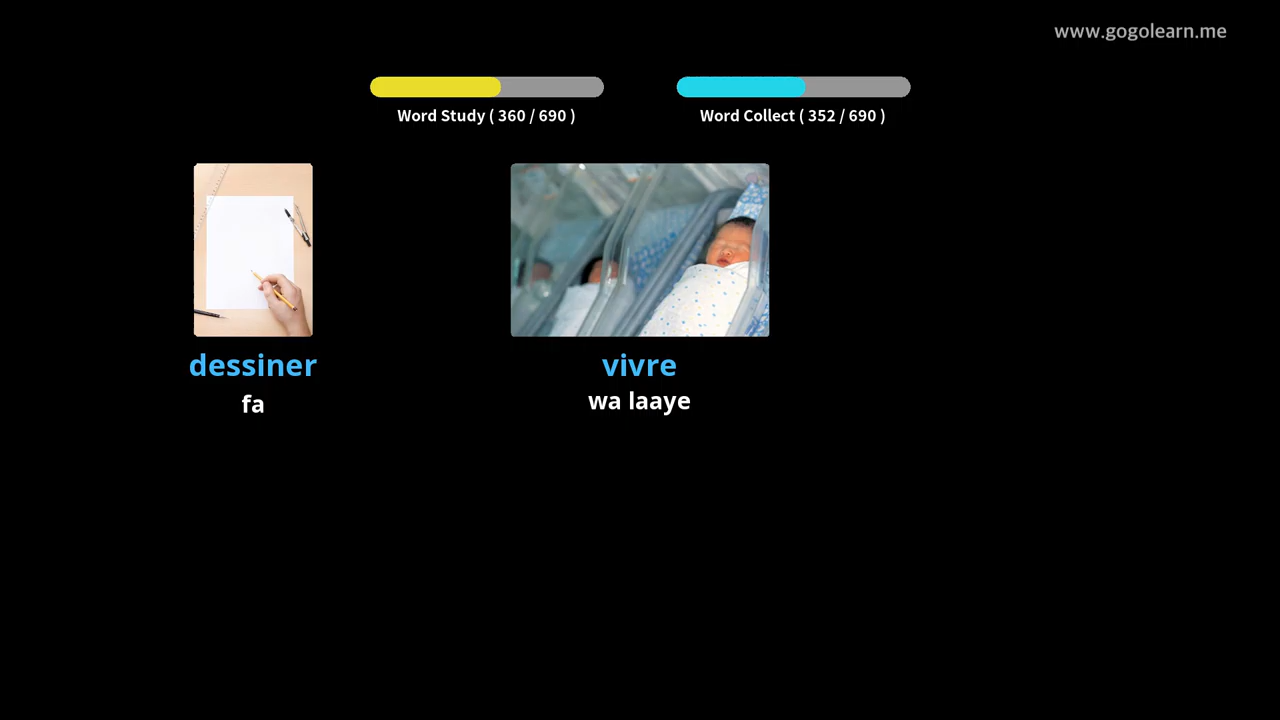 www.gogolearn.me
Word Study ( 360 / 690 )
Word Collect ( 352 / 690 )
dessiner
fa
vivre
wa laaye